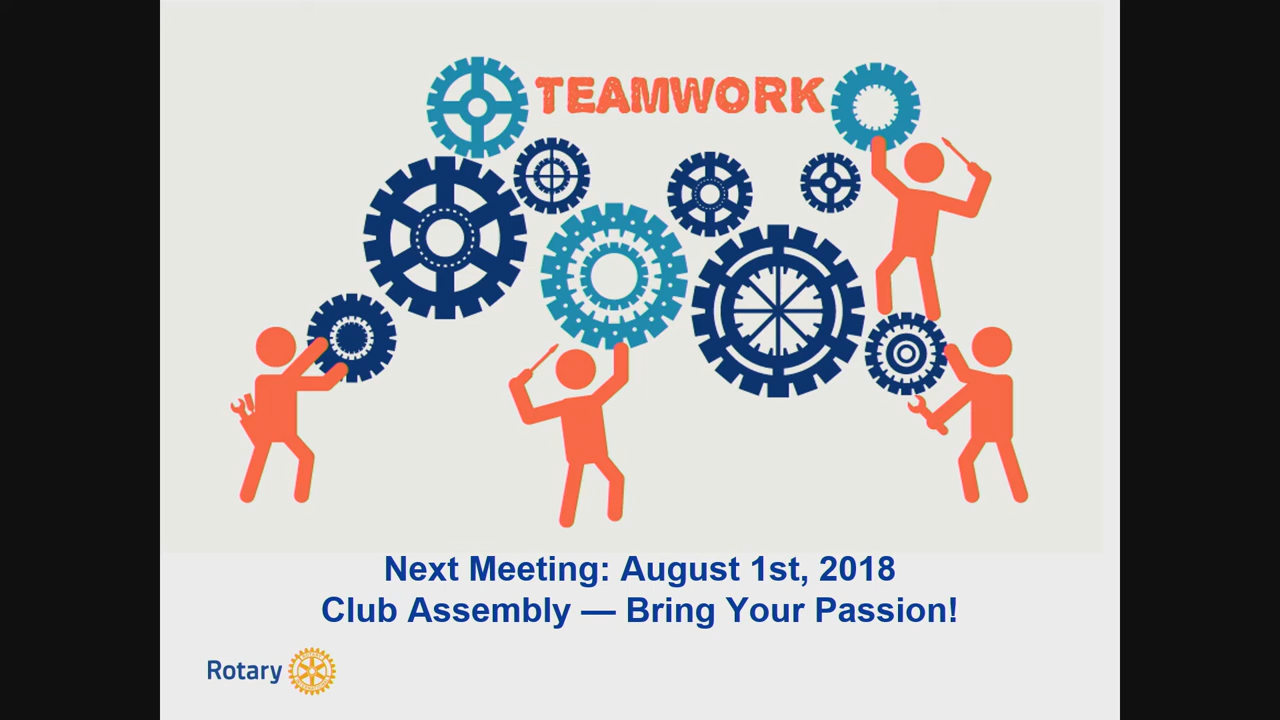 TEAMWORK
Next Meeting: August 1st, 2018
Club Assembly — Bring Your Passion!
Rotary